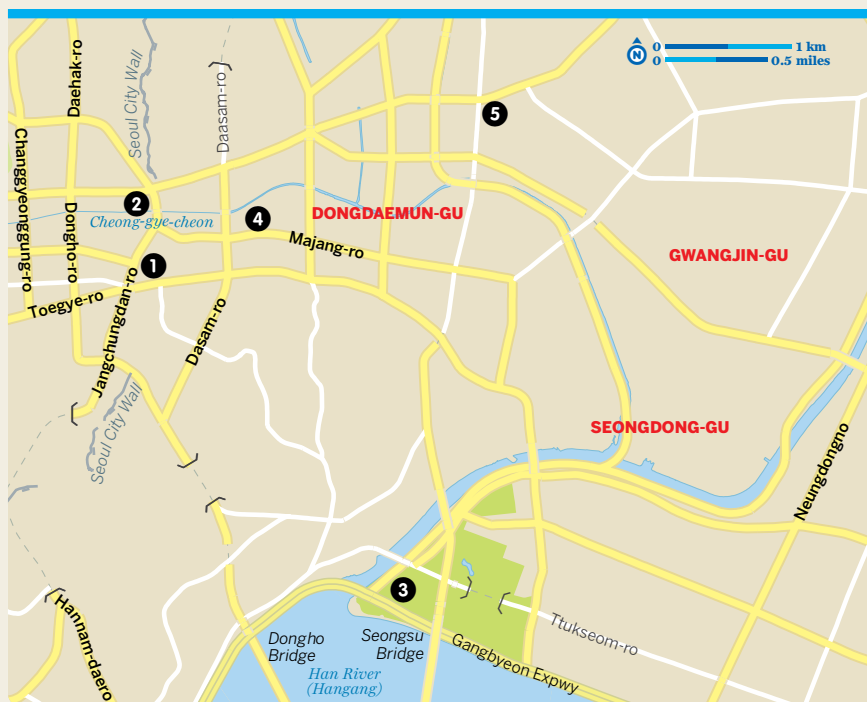 0 1 km
N
0 0.5 miles
Daehak-ro
Seoul City Wall
Daasam-ro
Changgyeonggung-ro
5
2
Cheong-gye-cheon
4
DONGDAEMUN-GU
Dongho-ro
Majang-ro
GWANGJIN-GU
1
Toegye-ro
Jangchungdan-ro
Dasam-ro
Seoul City Wall
SEONGDONG-GU
Neungdongno
3
Hannam-daero
Ttukseom-ro
Dongho
Bridge
Seongsu
Bridge
Gangbyeon Expwy
Han River
(Hangang)